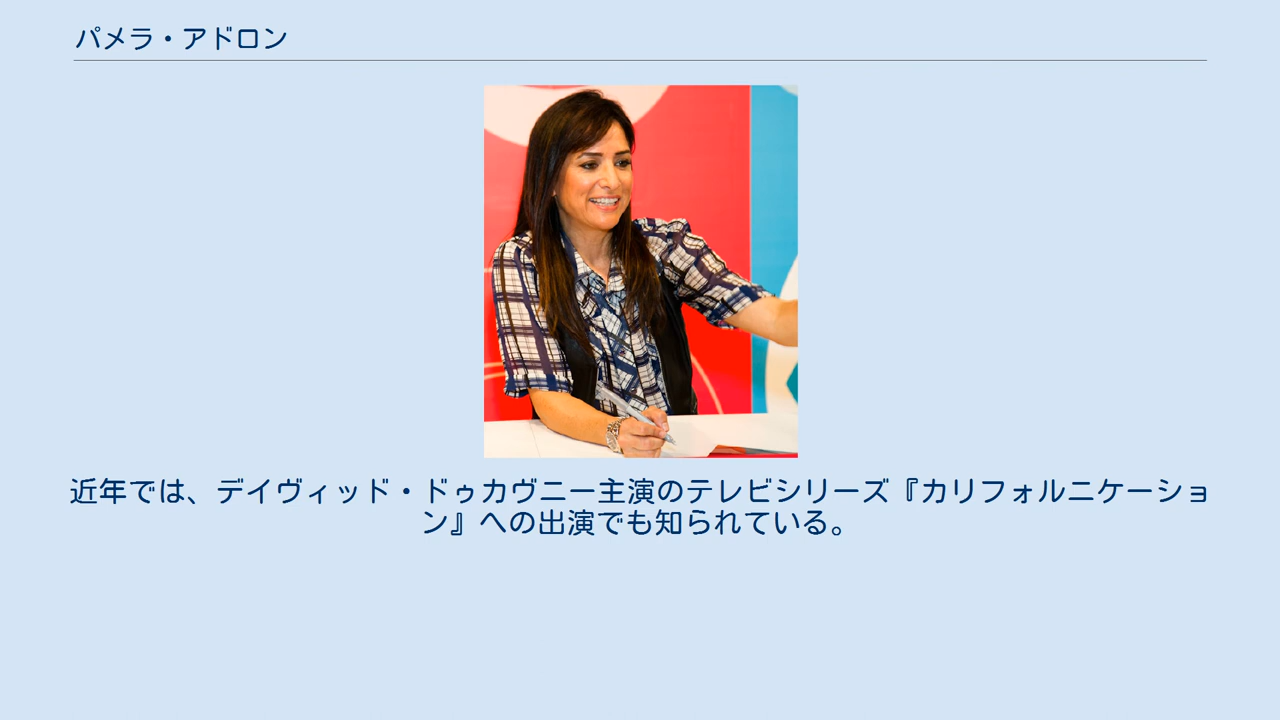 パメラ・アドロン
近年では、デイヴィッド・ドゥカヴニー主演のテレビシリーズ『カリフォルニケーショ
ン』への出演でも知られている。